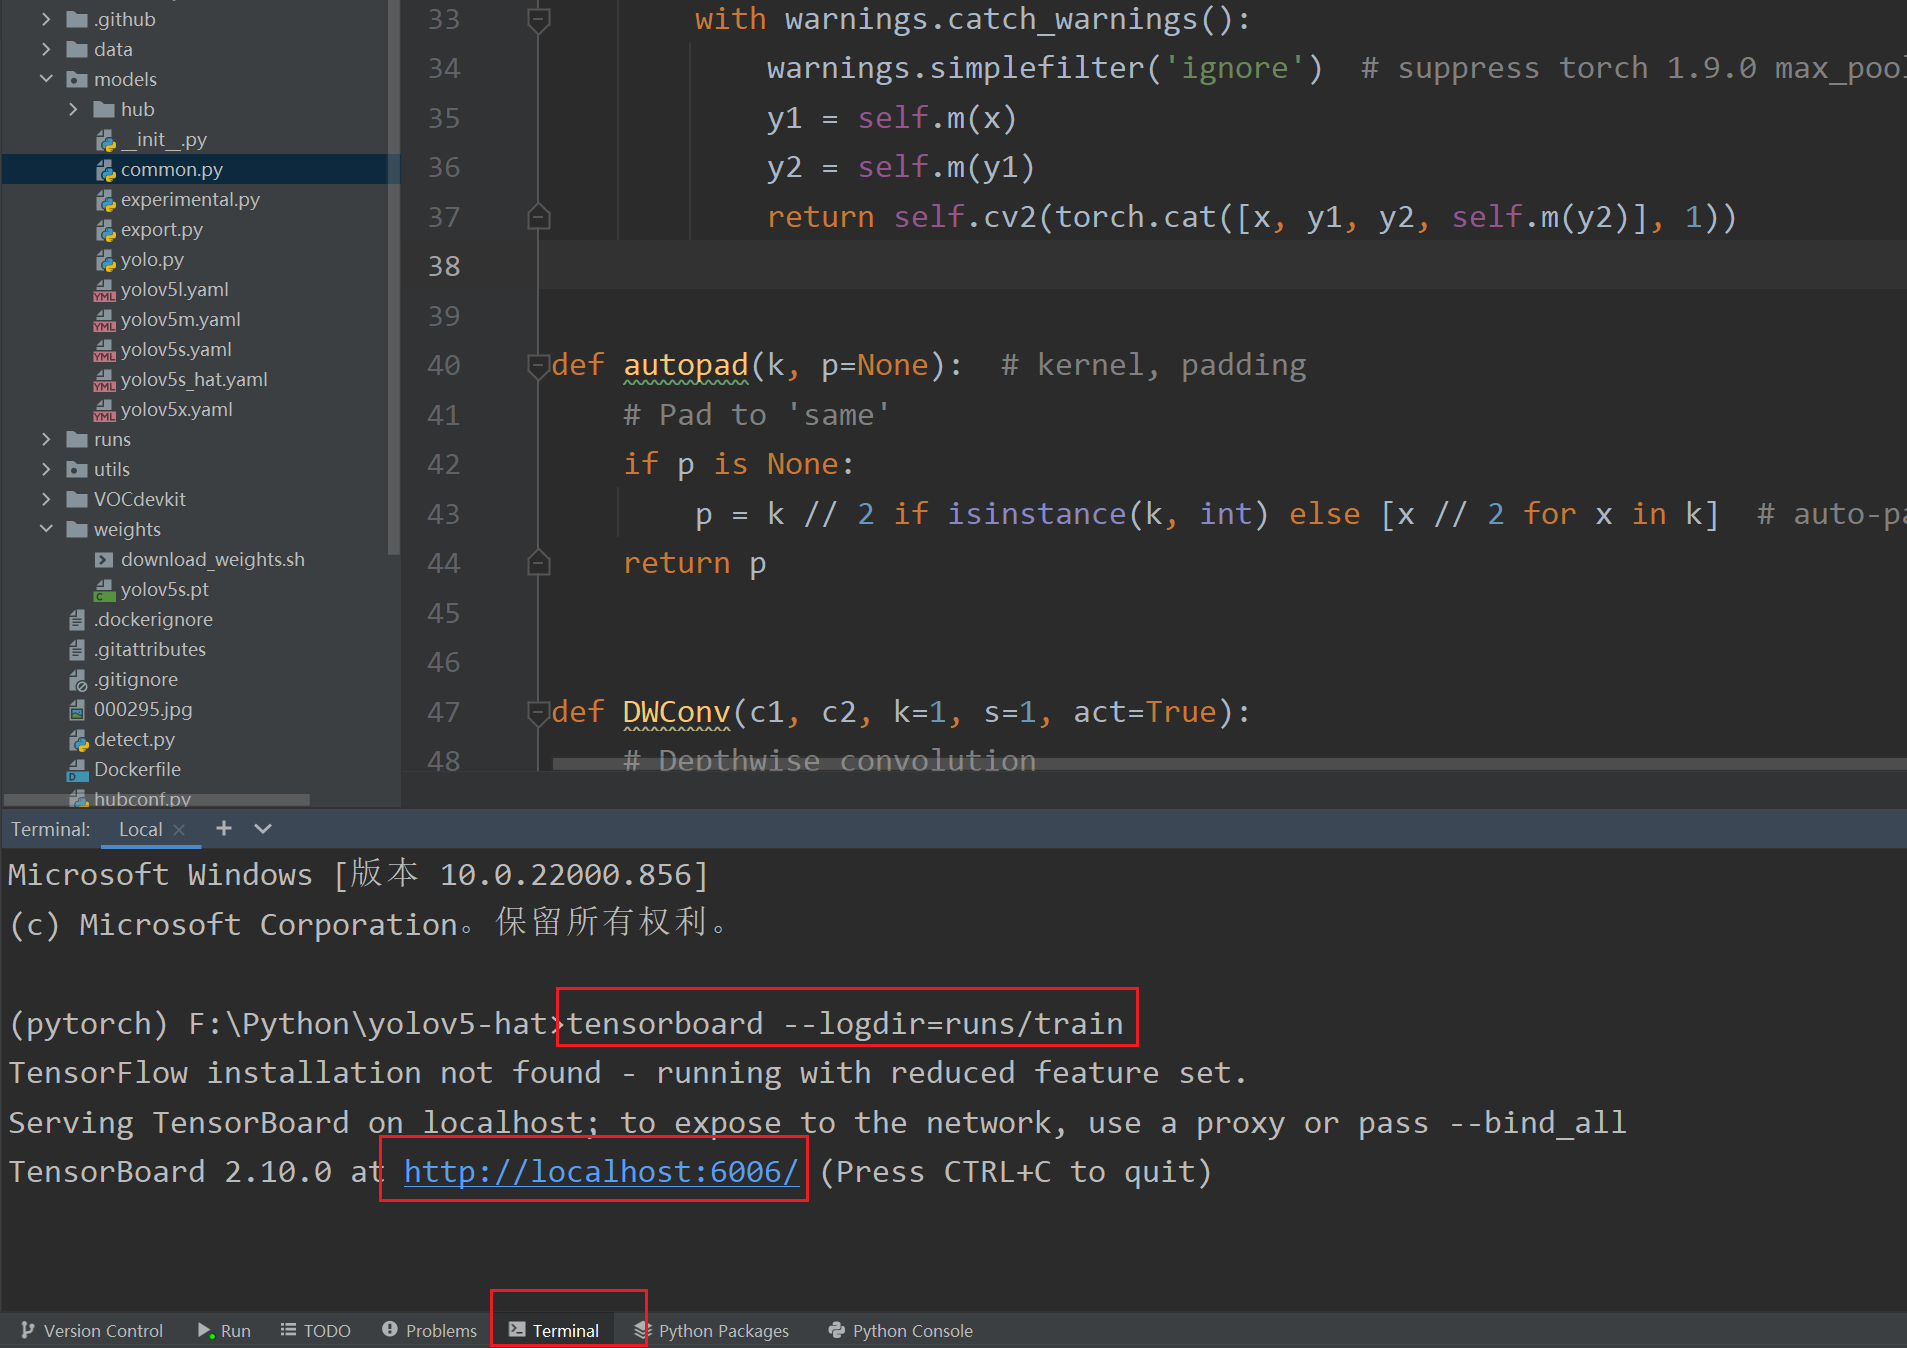 .github
data
models
hub
__init__.py
common.py
experimental.py
export.py
yolo.py
yolov5l.yaml
yolov5m.yaml
yolov5s.yaml
yolov5s_hat.yaml
yolov5x.yaml
runs
utils
VOCdevkit
weights
download_weights.sh
yolov5s.pt
.dockerignore
.gitattributes
.gitignore
000295.jpg
detect.py
Dockerfile
hubconf.py
33 with warnings.catch_warnings():
34 warnings.simplefilter('ignore')  # suppress torch 1.9.0 max_pool
35 y1 = self.m(x)
36 y2 = self.m(y1)
37 return self.cv2(torch.cat([x, y1, y2, self.m(y2)], 1))
38
39
40 def autopad(k, p=None):  # kernel, padding
41 # Pad to 'same'
42 if p is None:
43 p = k // 2 if isinstance(k, int) else [x // 2 for x in k]  # auto-pa
44 return p
45
46
47 def DWConv(c1, c2, k=1, s=1, act=True):
48 # Depthwise convolution
Terminal: Local
Microsoft Windows [版本 10.0.22000.856]
(c) Microsoft Corporation。保留所有权利。
(pytorch) F:\Python\yolov5-hat>tensorboard --logdir=runs/train
TensorFlow installation not found - running with reduced feature set.
Serving TensorBoard on localhost; to expose to the network, use a proxy or pass --bind_all
TensorBoard 2.10.0 at http://localhost:6006/ (Press CTRL+C to quit)
Version Control Run TODO Problems Terminal Python Packages Python Console